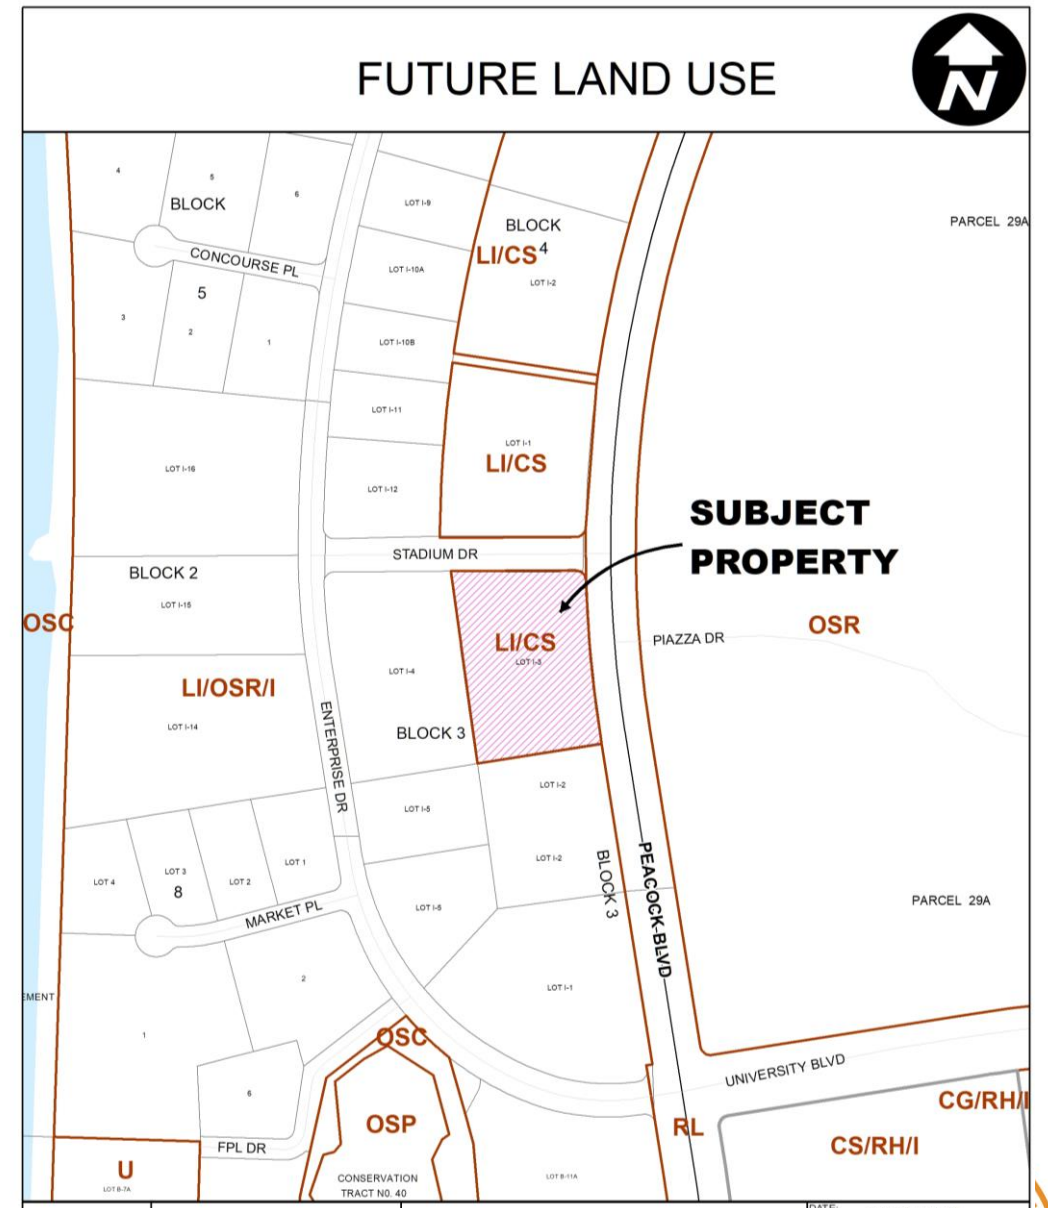 FUTURE LAND USE
N
4
5
6
BLOCK
LOT I-9
BLOCK
4
LI/CS
LOT I-2
PARCEL 29A
CONCOURSE PL
LOT I-10A
5
3
2
1
LOT I-10B
LOT I-11
LOT I-1
LI/CS
LOT I-16
LOT I-12
SUBJECT
PROPERTY
STADIUM DR
BLOCK 2
LOT I-15
OSC
LI/CS
LOT I-3
PIAZZA DR
OSR
LI/OSR/I
LOT I-4
LOT I-14
BLOCK 3
ENTERPRISE DR
LOT I-2
LOT I-5
LOT 4
LOT 3
8
LOT 2
LOT 1
LOT I-2
BLOCK 3
PEACOCK BLVD
PARCEL 29A
MARKET PL
EMENT
2
LOT I-1
1
OSC
UNIVERSITY BLVD
6
OSP
RL
CG/RH/I
CS/RH/I
FPL DR
U
LOT B-7A
CONSERVATION
TRACT NO. 40
LOT B-11A
DATE: